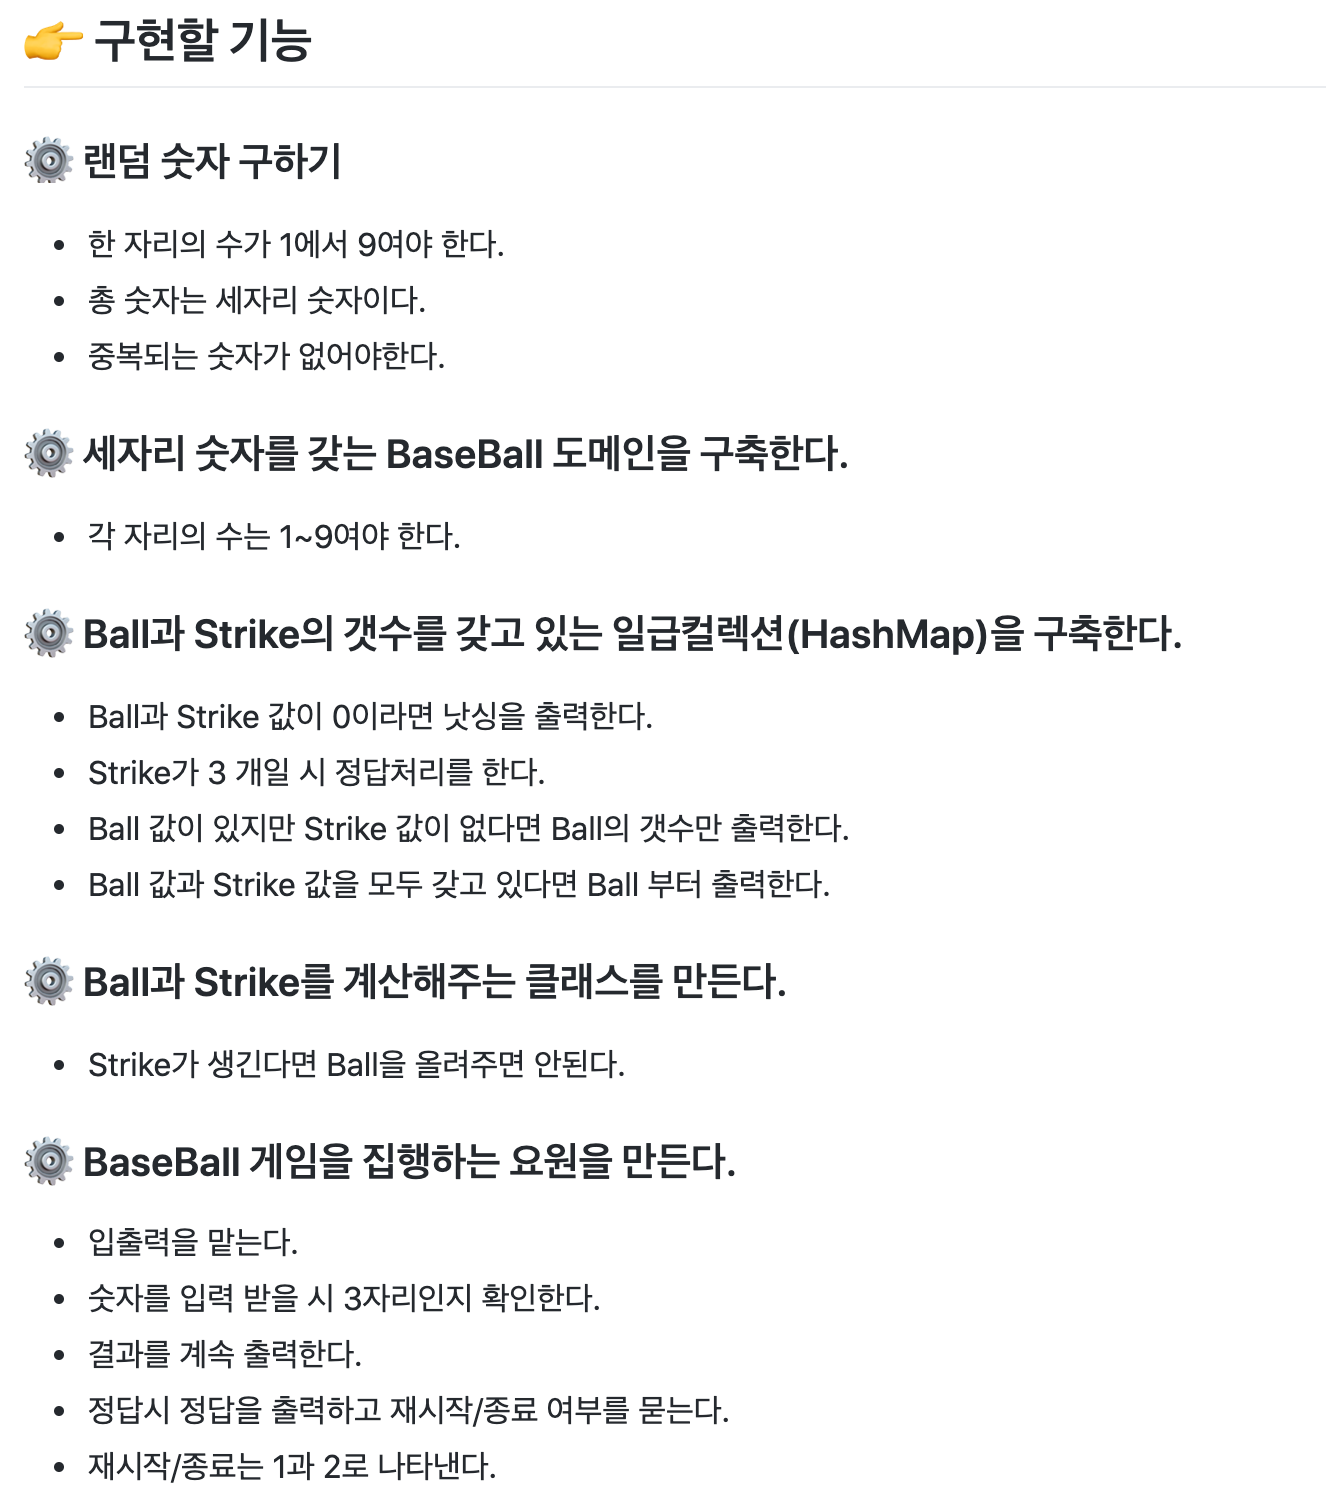 👉 구현할 기능
⚙️ 랜덤 숫자 구하기
• 한 자리의 수가 1에서 9여야 한다.
• 총 숫자는 세자리 숫자이다.
• 중복되는 숫자가 없어야한다.
⚙️ 세자리 숫자를 갖는 BaseBall 도메인을 구축한다.
• 각 자리의 수는 1~9여야 한다.
⚙️ Ball과 Strike의 갯수를 갖고 있는 일급컬렉션(HashMap)을 구축한다.
• Ball과 Strike 값이 0이라면 낫싱을 출력한다.
• Strike가 3 개일 시 정답처리를 한다.
• Ball 값이 있지만 Strike 값이 없다면 Ball의 갯수만 출력한다.
• Ball 값과 Strike 값을 모두 갖고 있다면 Ball 부터 출력한다.
⚙️ Ball과 Strike를 계산해주는 클래스를 만든다.
• Strike가 생긴다면 Ball을 올려주면 안된다.
⚙️ BaseBall 게임을 집행하는 요원을 만든다.
• 입출력을 맡는다.
• 숫자를 입력 받을 시 3자리인지 확인한다.
• 결과를 계속 출력한다.
• 정답시 정답을 출력하고 재시작/종료 여부를 묻는다.
• 재시작/종료는 1과 2로 나타낸다.